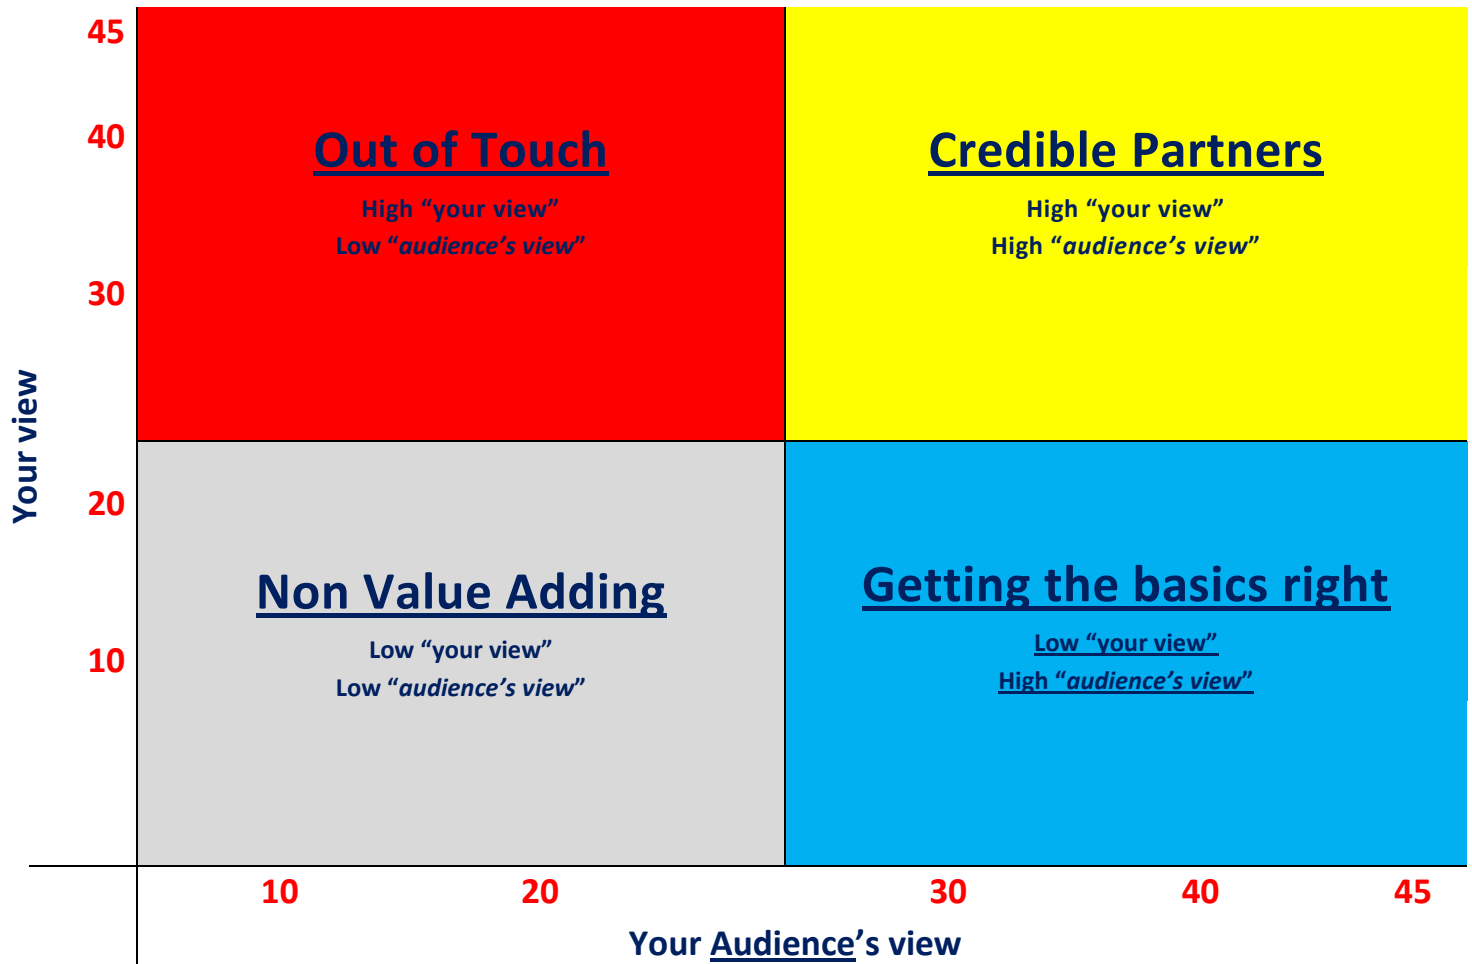 45
40
30
20
10
Your view
Out of Touch
High “your view”
Low “audience’s view”
Credible Partners
High “your view”
High “audience’s view”
Non Value Adding
Low “your view”
Low “audience’s view”
Getting the basics right
Low “your view”
High “audience’s view”
10 20 30 40 45
Your Audience’s view